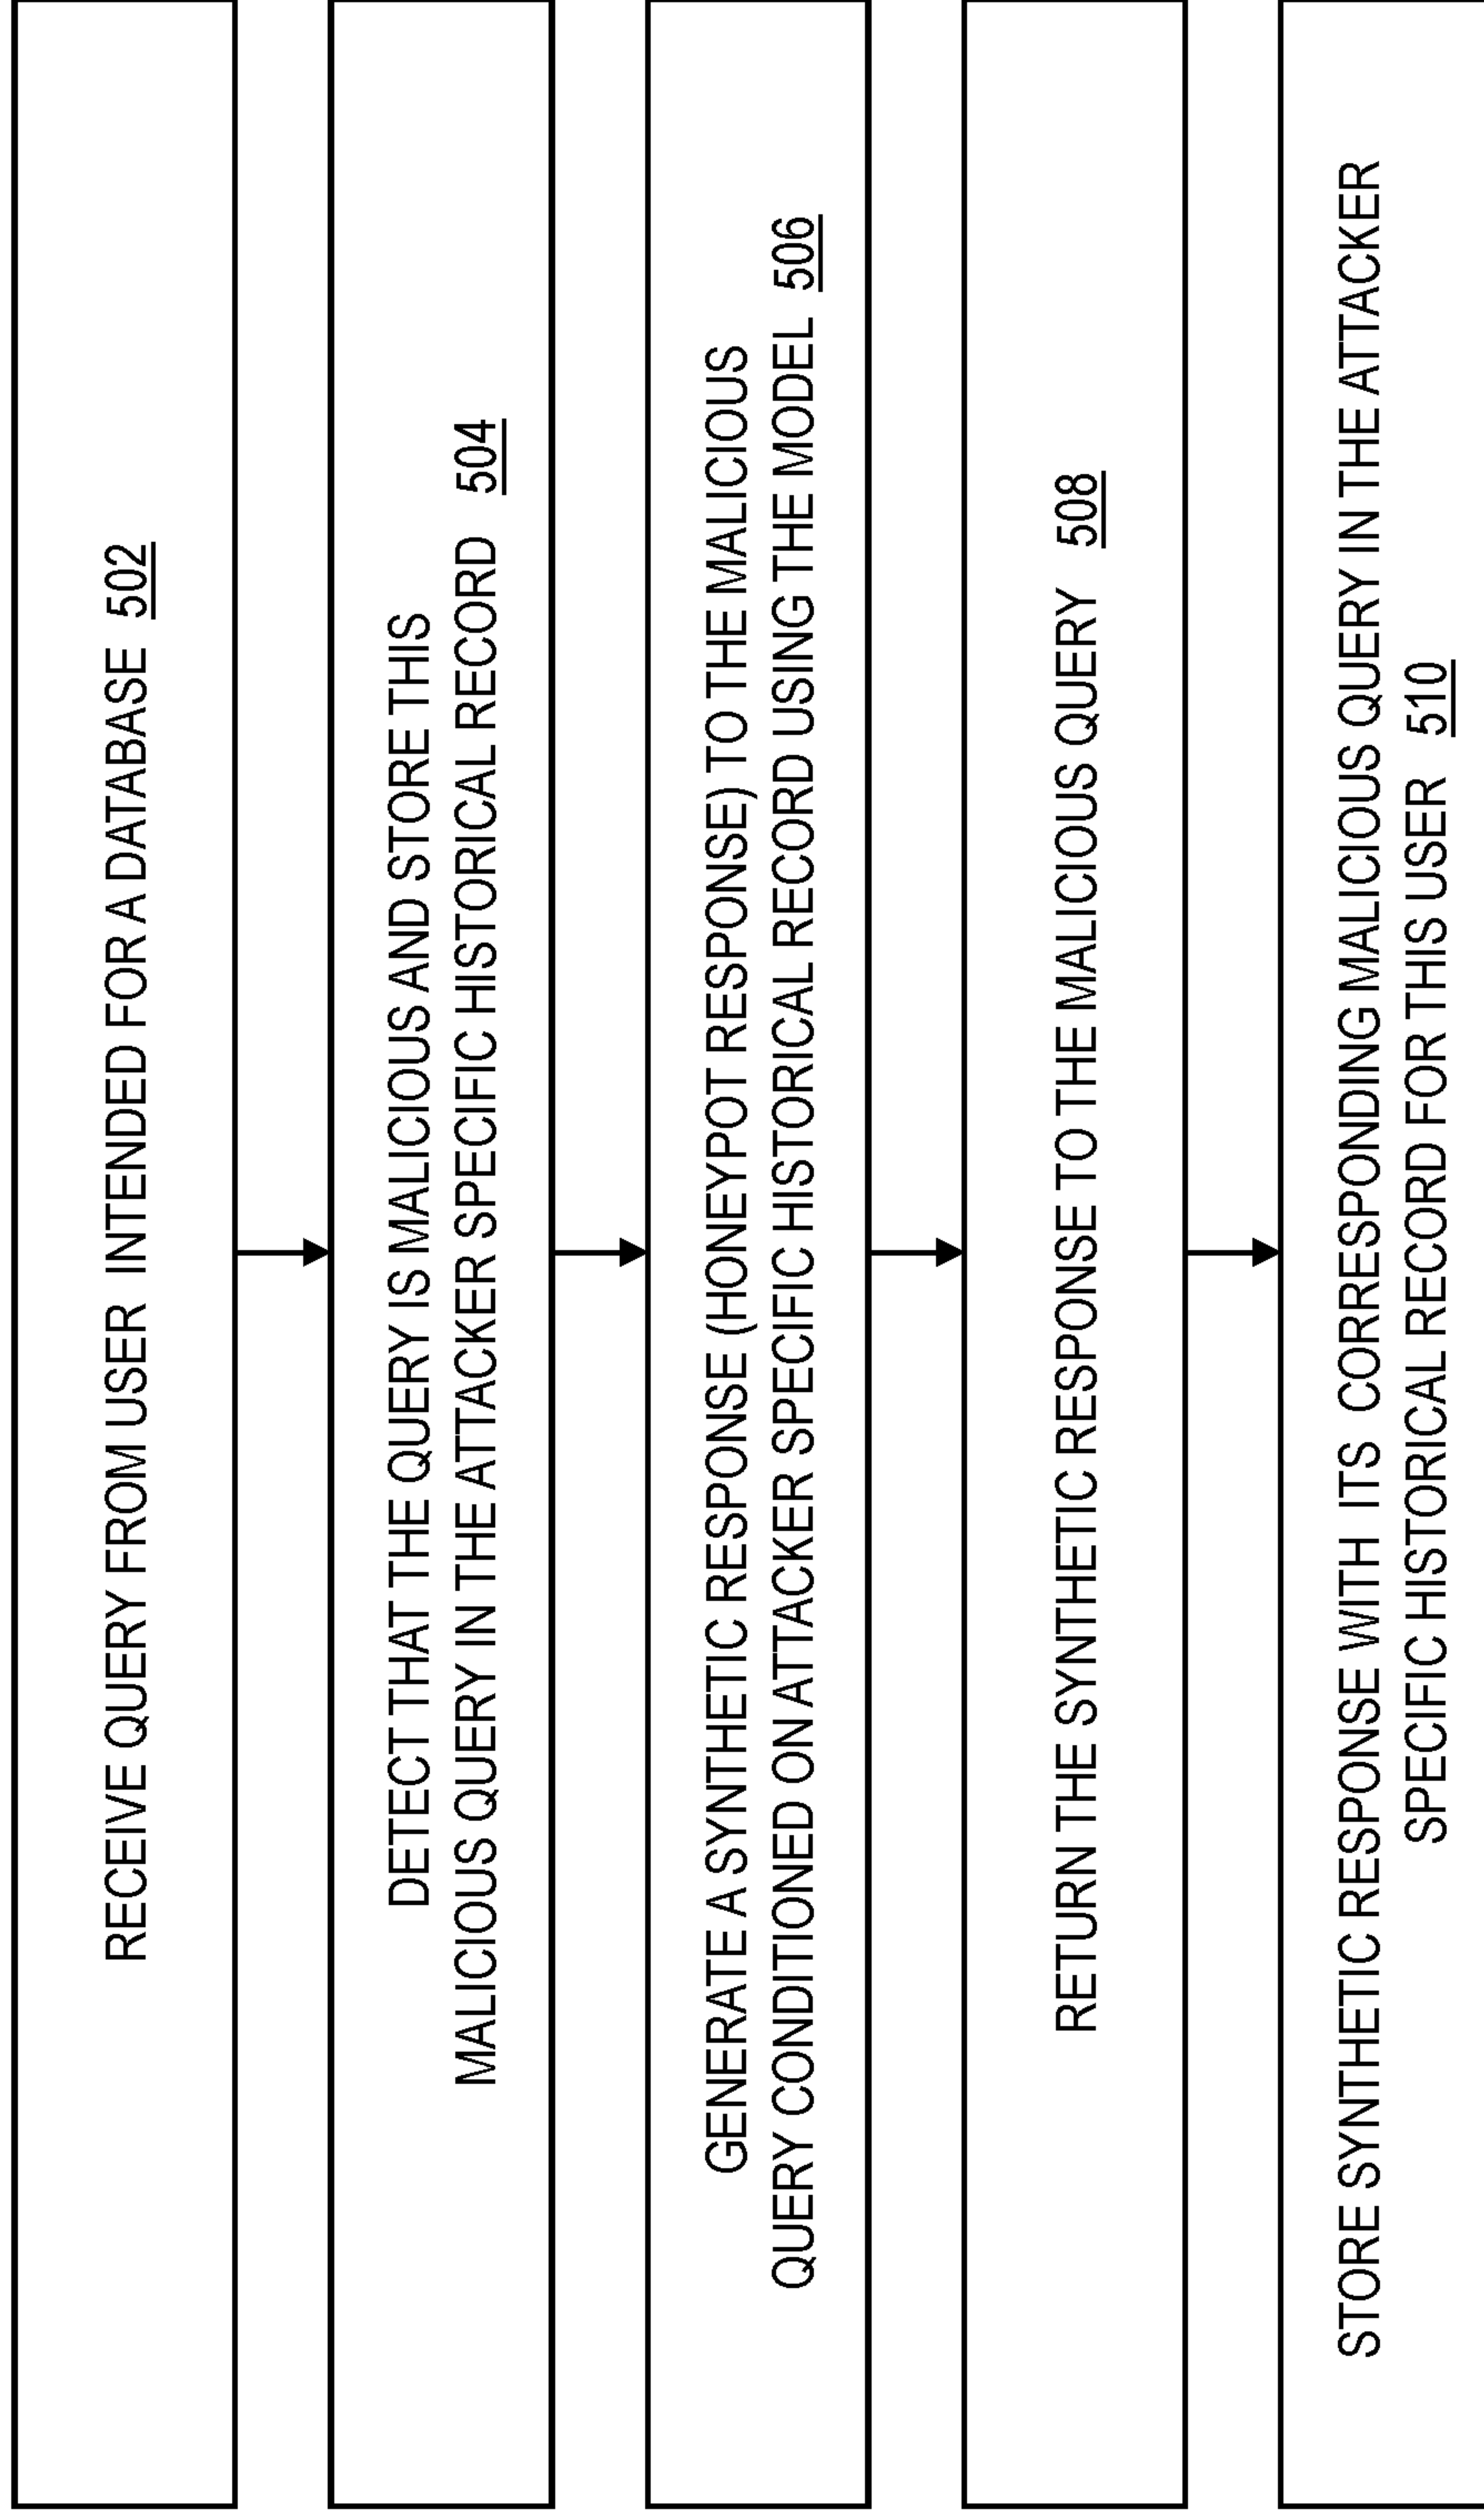 RECEIVE QUERY FROM USER INTENDED FOR A DATABASE 502
DETECT THAT THE QUERY IS MALICIOUS AND STORE THIS
MALICIOUS QUERY IN THE ATTACKER SPECIFIC HISTORICAL RECORD 504
GENERATE A SYNTHETIC RESPONSE (HONEYPOT RESPONSE) TO THE MALICIOUS
QUERY CONDITIONED ON ATTACKER SPECIFIC HISTORICAL RECORD USING THE MODEL 506
RETURN THE SYNTHETIC RESPONSE TO THE MALICIOUS QUERY 508
STORE SYNTHETIC RESPONSE WITH ITS CORRESPONDING MALICIOUS QUERY IN THE ATTACKER
SPECIFIC HISTORICAL RECORD FOR THIS USER 510